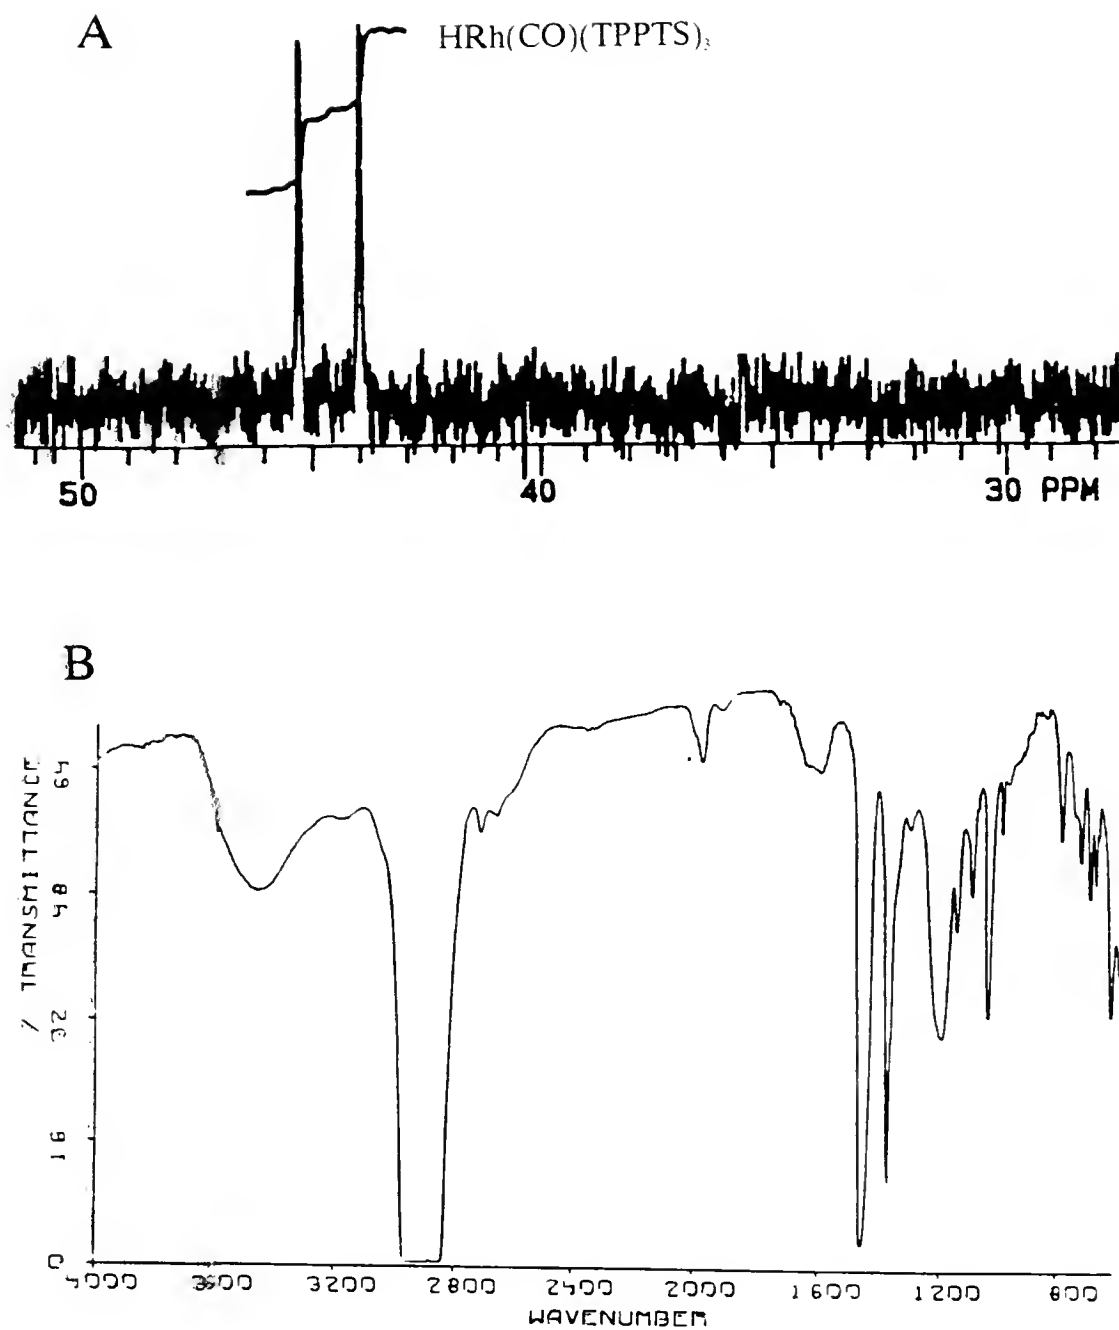 A
HRh(CO)(TPPTS)₃
50 40 30 PPM
B
% TRANSMITTANCE
64
48
32
16
0
4000 3600 3200 2800 2400 2000 1600 1200 800
WAVENUMBER